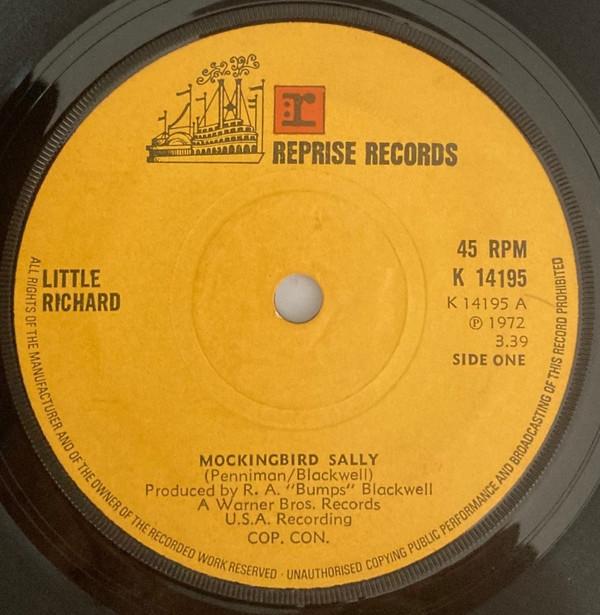 r
REPRISE RECORDS
LITTLE
RICHARD
45 RPM
K 14195
K 14195 A
℗ 1972
3.39
SIDE ONE
MOCKINGBIRD SALLY
(Penniman/Blackwell)
Produced by R. A. "Bumps" Blackwell
A Warner Bros. Records
U.S.A. Recording
COP. CON.
ALL RIGHTS OF THE MANUFACTURER AND OF THE OWNER OF THE RECORDED WORK RESERVED · UNAUTHORISED COPYING PUBLIC PERFORMANCE AND BROADCASTING OF THIS RECORD PROHIBITED